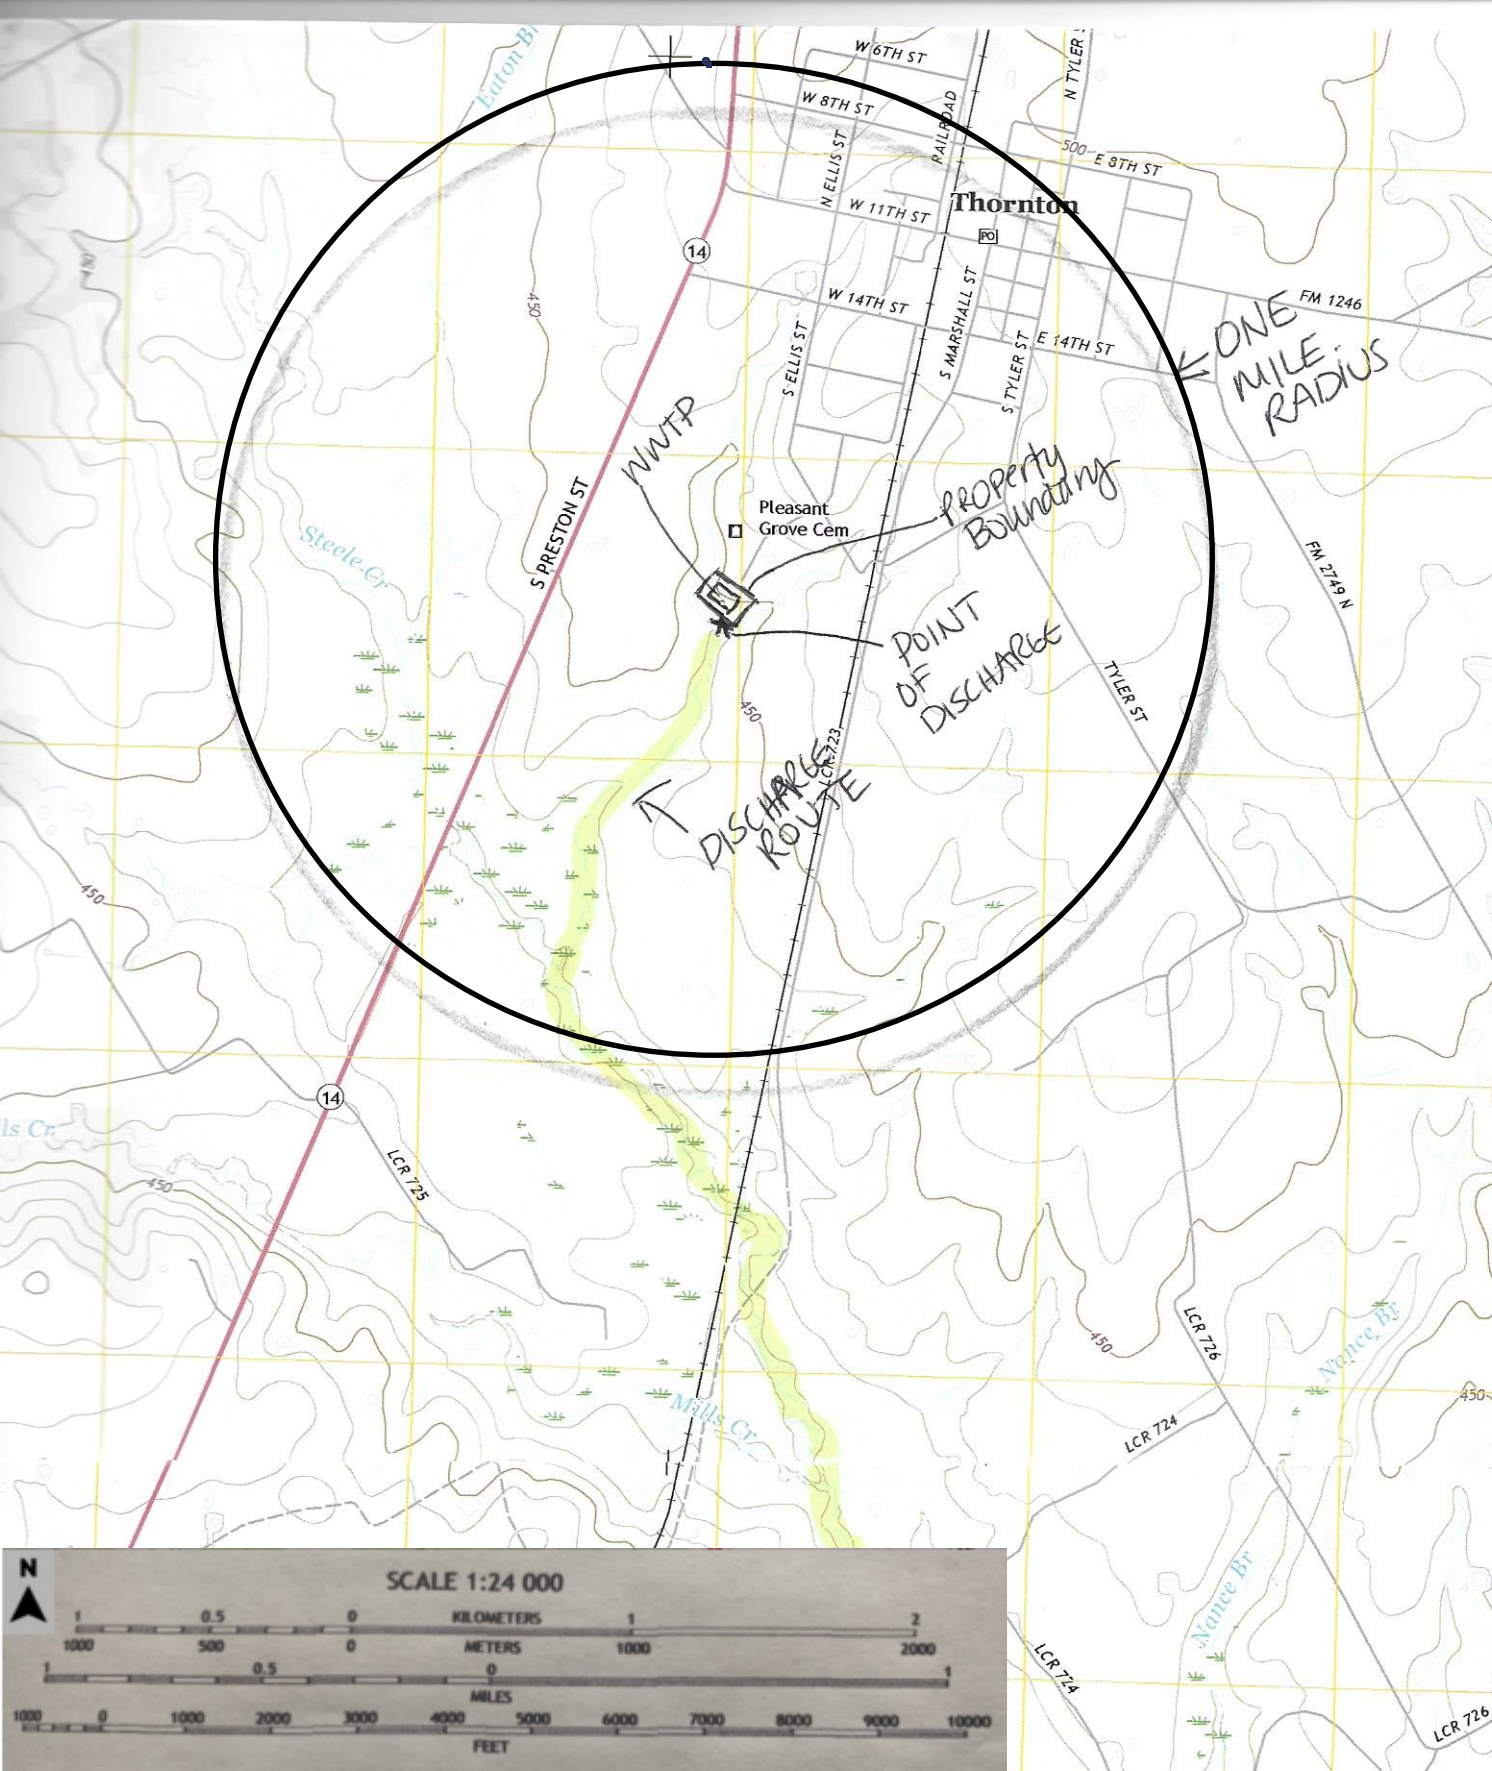 Eaton Br
W 6TH ST
N TYLER
W 8TH ST
RAILROAD
500
E 8TH ST
N ELLIS ST
Thornton
W 11TH ST
PO
14
450
W 14TH ST
FM 1246
S MARSHALL ST
E 14TH ST
S ELLIS ST
S TYLER ST
ONE
MILE
RADIUS
WWTP
S PRESTON ST
Pleasant
Grove Cem
PROPERTY
BOUNDARY
Steele Cr
FM 2749 N
POINT
OF
DISCHARGE
TYLER ST
450
LCR 723
DISCHARGE
ROUTE
450
14
lls Cr
LCR 725
450
450
LCR 726
Nance Br
450
Mills Cr
LCR 724
Nance Br
LCR 724
LCR 726
N
SCALE 1:24 000
1 0.5 0 KILOMETERS 1 2
1000 500 0 METERS 1000 2000
1 0.5 0 1
MILES
1000 0 1000 2000 3000 4000 5000 6000 7000 8000 9000 10000
FEET